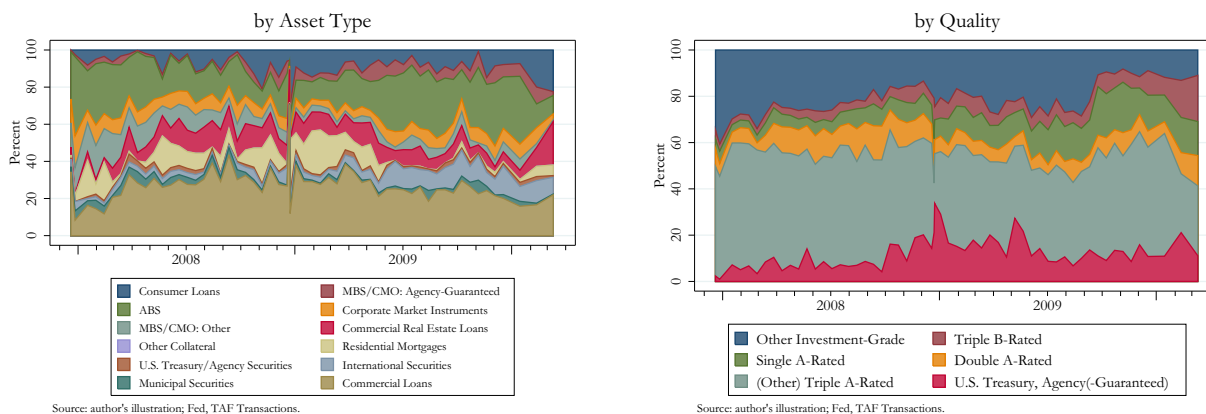 by Asset Type
Percent
100
80
60
40
20
0
2008 2009
Consumer Loans MBS/CMO: Agency-Guaranteed
ABS Corporate Market Instruments
MBS/CMO: Other Commercial Real Estate Loans
Other Collateral Residential Mortgages
U.S. Treasury/Agency Securities International Securities
Municipal Securities Commercial Loans
Source: author's illustration; Fed, TAF Transactions.
by Quality
Percent
100
80
60
40
20
0
2008 2009
Other Investment-Grade Triple B-Rated
Single A-Rated Double A-Rated
(Other) Triple A-Rated U.S. Treasury, Agency(-Guaranteed)
Source: author's illustration; Fed, TAF Transactions.